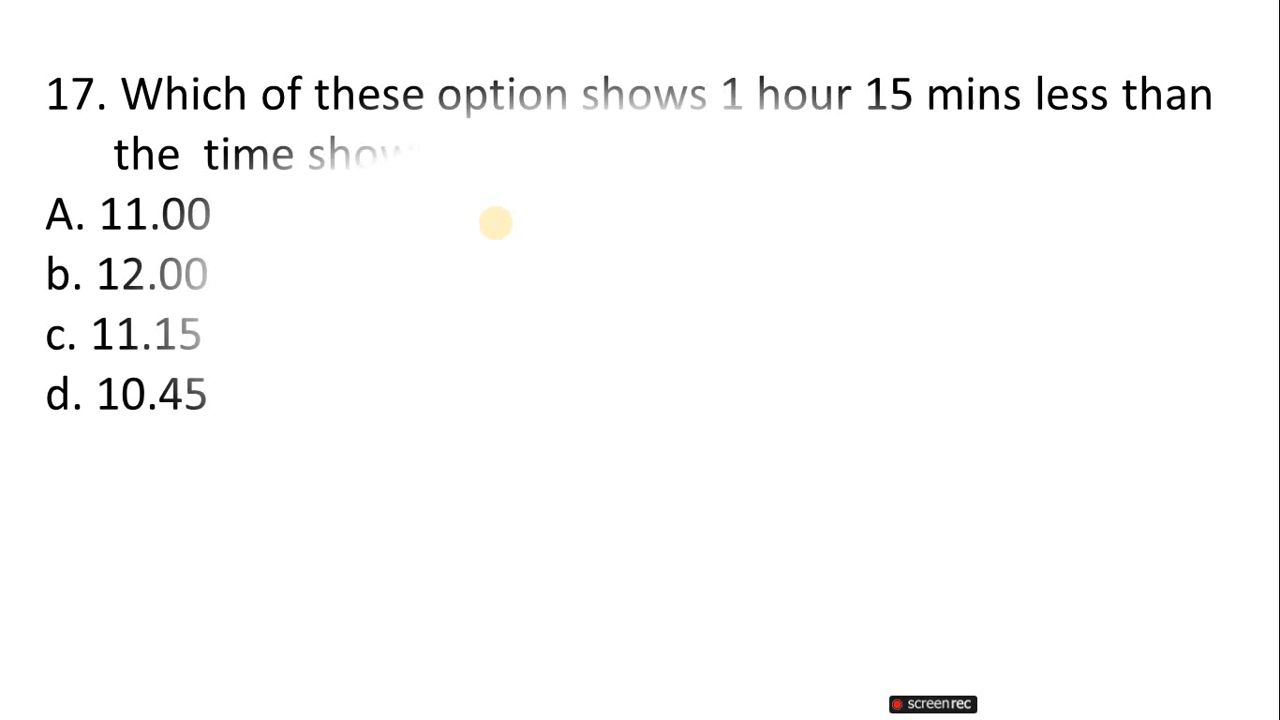 17. Which of these option shows 1 hour 15 mins less than
the time
A. 11.00
b. 12.00
c. 11.15
d. 10.45
screenrec